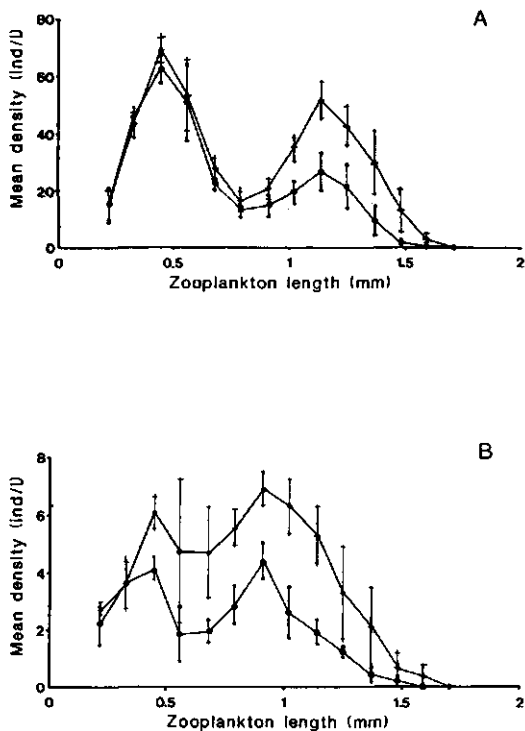 A
80
60
40
20
0
Mean density (Ind/l)
0 0.5 1 1.5 2
Zooplankton length (mm)
B
8
6
4
2
0
Mean density (ind/l)
0 0.5 1 1.5 2
Zooplankton length (mm)